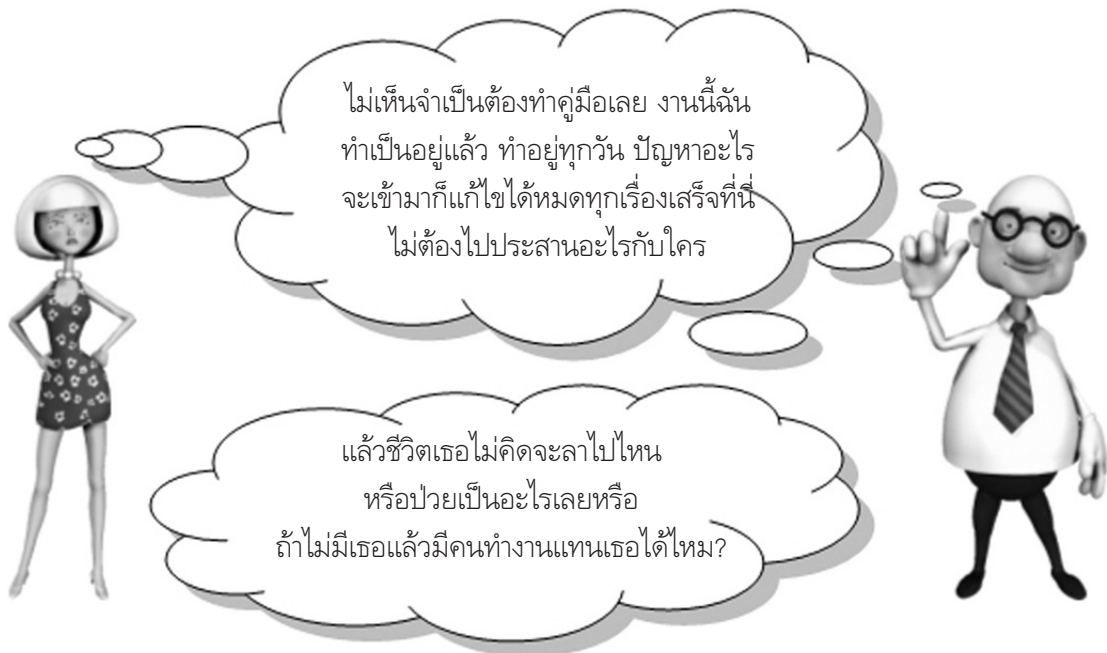 ไม่เห็นจำเป็นต้องทำคู่มือเลย งานนี้ฉัน
ทำเป็นอยู่แล้ว ทำอยู่ทุกวัน ปัญหาอะไร
จะเข้ามาก็แก้ไขได้หมดทุกเรื่องเสร็จที่นี่
ไม่ต้องไปประสานอะไรกับใคร
แล้วชีวิตเธอไม่คิดจะลาไปไหน
หรือป่วยเป็นอะไรเลยหรือ
ถ้าไม่มีเธอแล้วมีคนทำงานแทนเธอได้ไหม?